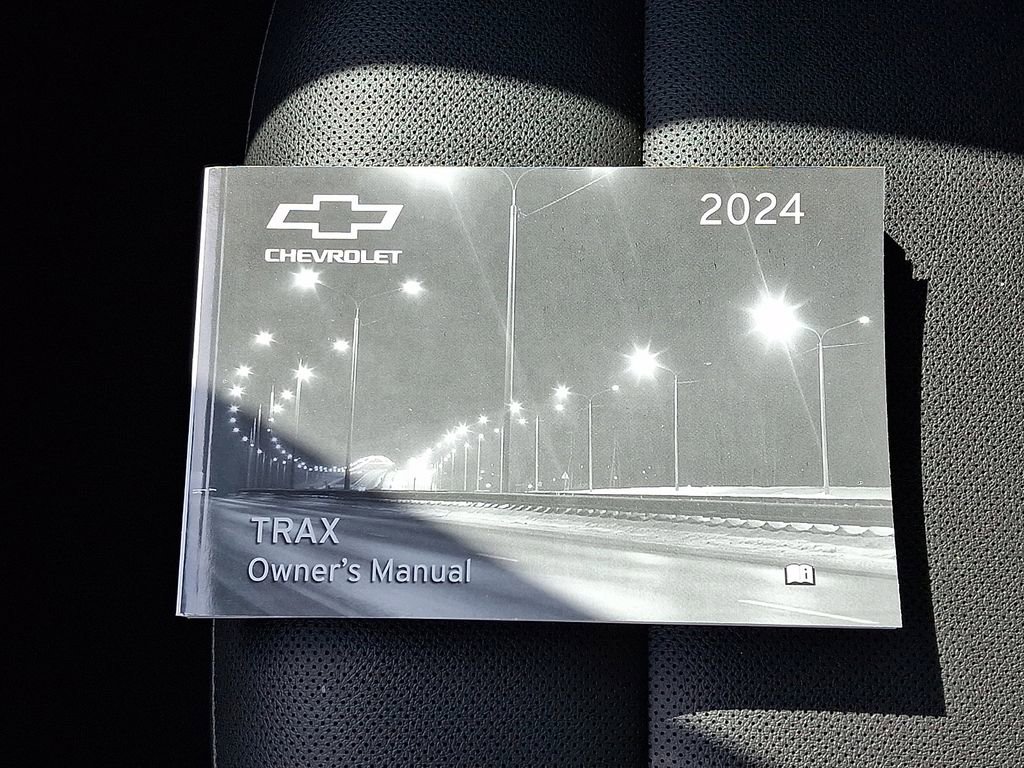 CHEVROLET
2024
TRAX
Owner's Manual